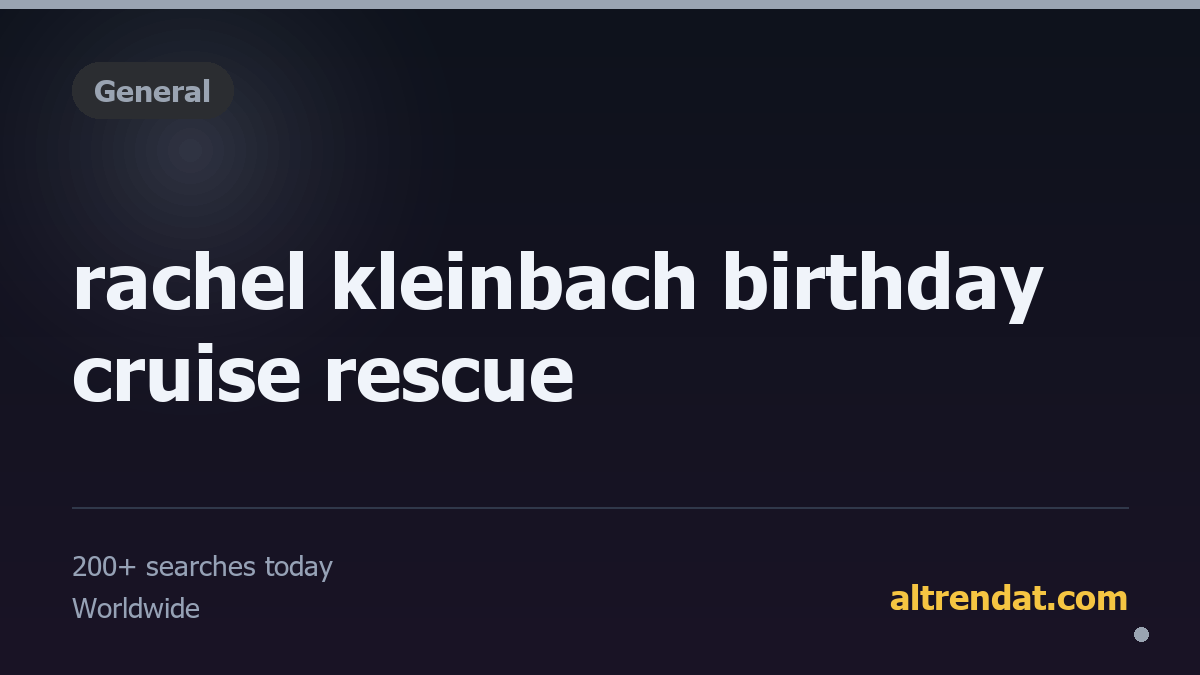 General
rachel kleinbach birthday
cruise rescue
200+ searches today
Worldwide
altrendat.com